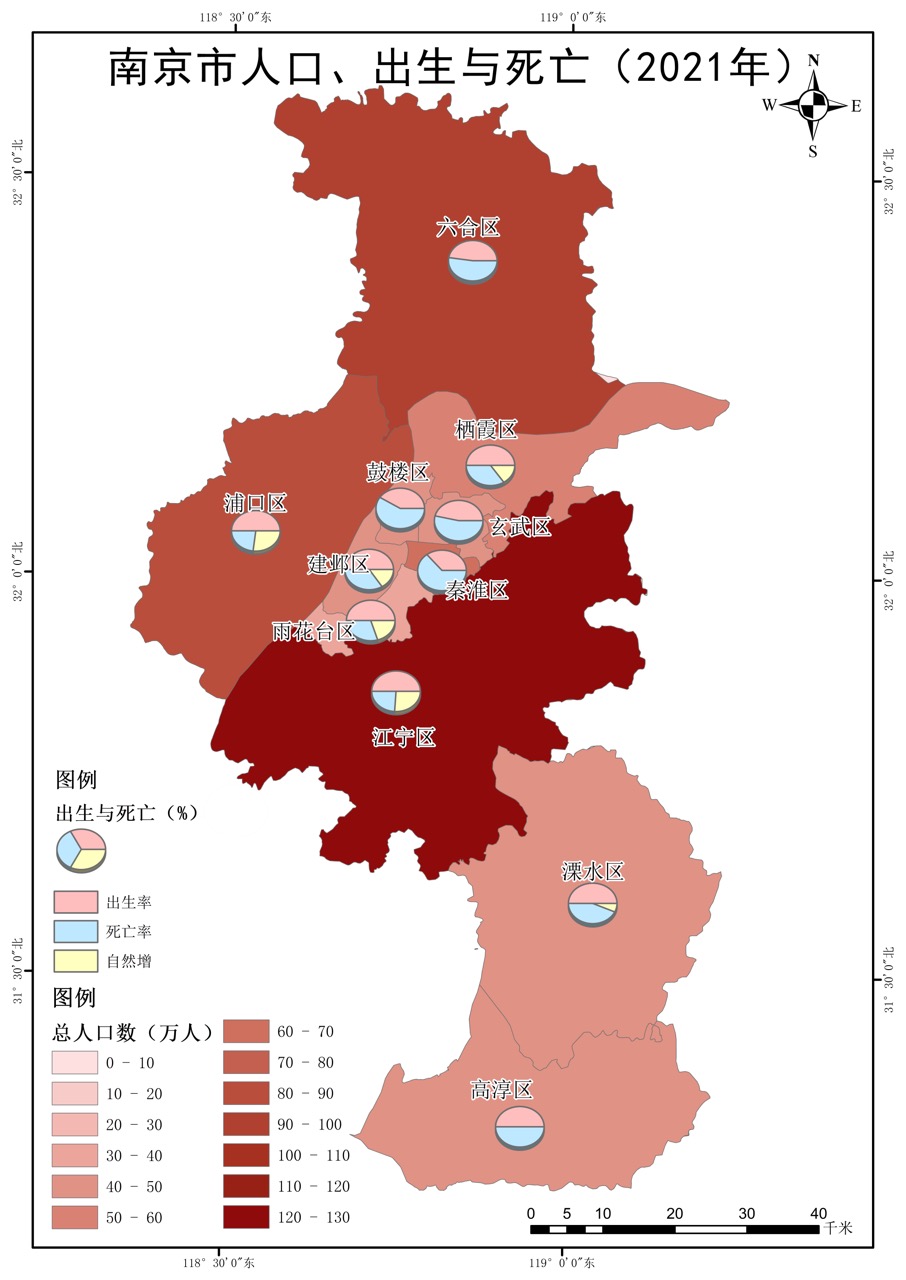 118° 30′0″东
119° 0′0″东
南京市人口、出生与死亡（2021年）
N
W
E
S
32° 30′0″北
32° 30′0″北
六合区
栖霞区
鼓楼区
浦口区
玄武区
建邺区
秦淮区
雨花台区
32° 0′0″北
32° 0′0″北
江宁区
溧水区
高淳区
31° 30′0″北
31° 30′0″北
图例
出生与死亡（%）
出生率
死亡率
自然增
图例
总人口数（万人）
0 - 10
10 - 20
20 - 30
30 - 40
40 - 50
50 - 60
60 - 70
70 - 80
80 - 90
90 - 100
100 - 110
110 - 120
120 - 130
0 5 10 20 30 40
千米
118° 30′0″东
119° 0′0″东